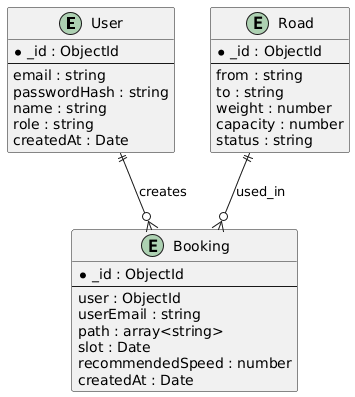 E User
* _id : ObjectId
email : string
passwordHash : string
name : string
role : string
createdAt : Date
E Road
* _id : ObjectId
from : string
to : string
weight : number
capacity : number
status : string
creates
used_in
E Booking
* _id : ObjectId
user : ObjectId
userEmail : string
path : array<string>
slot : Date
recommendedSpeed : number
createdAt : Date